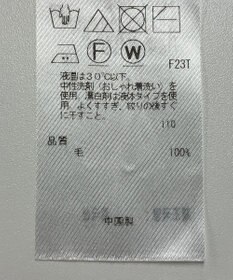 F
W
F23T
液温は30℃以下。
中性洗剤（おしゃれ着洗い）を
使用。漂白剤は液体タイプを使
用。よくすすぎ、絞りの後すぐ
に干すこと。
110
品質
毛 100%
中国製